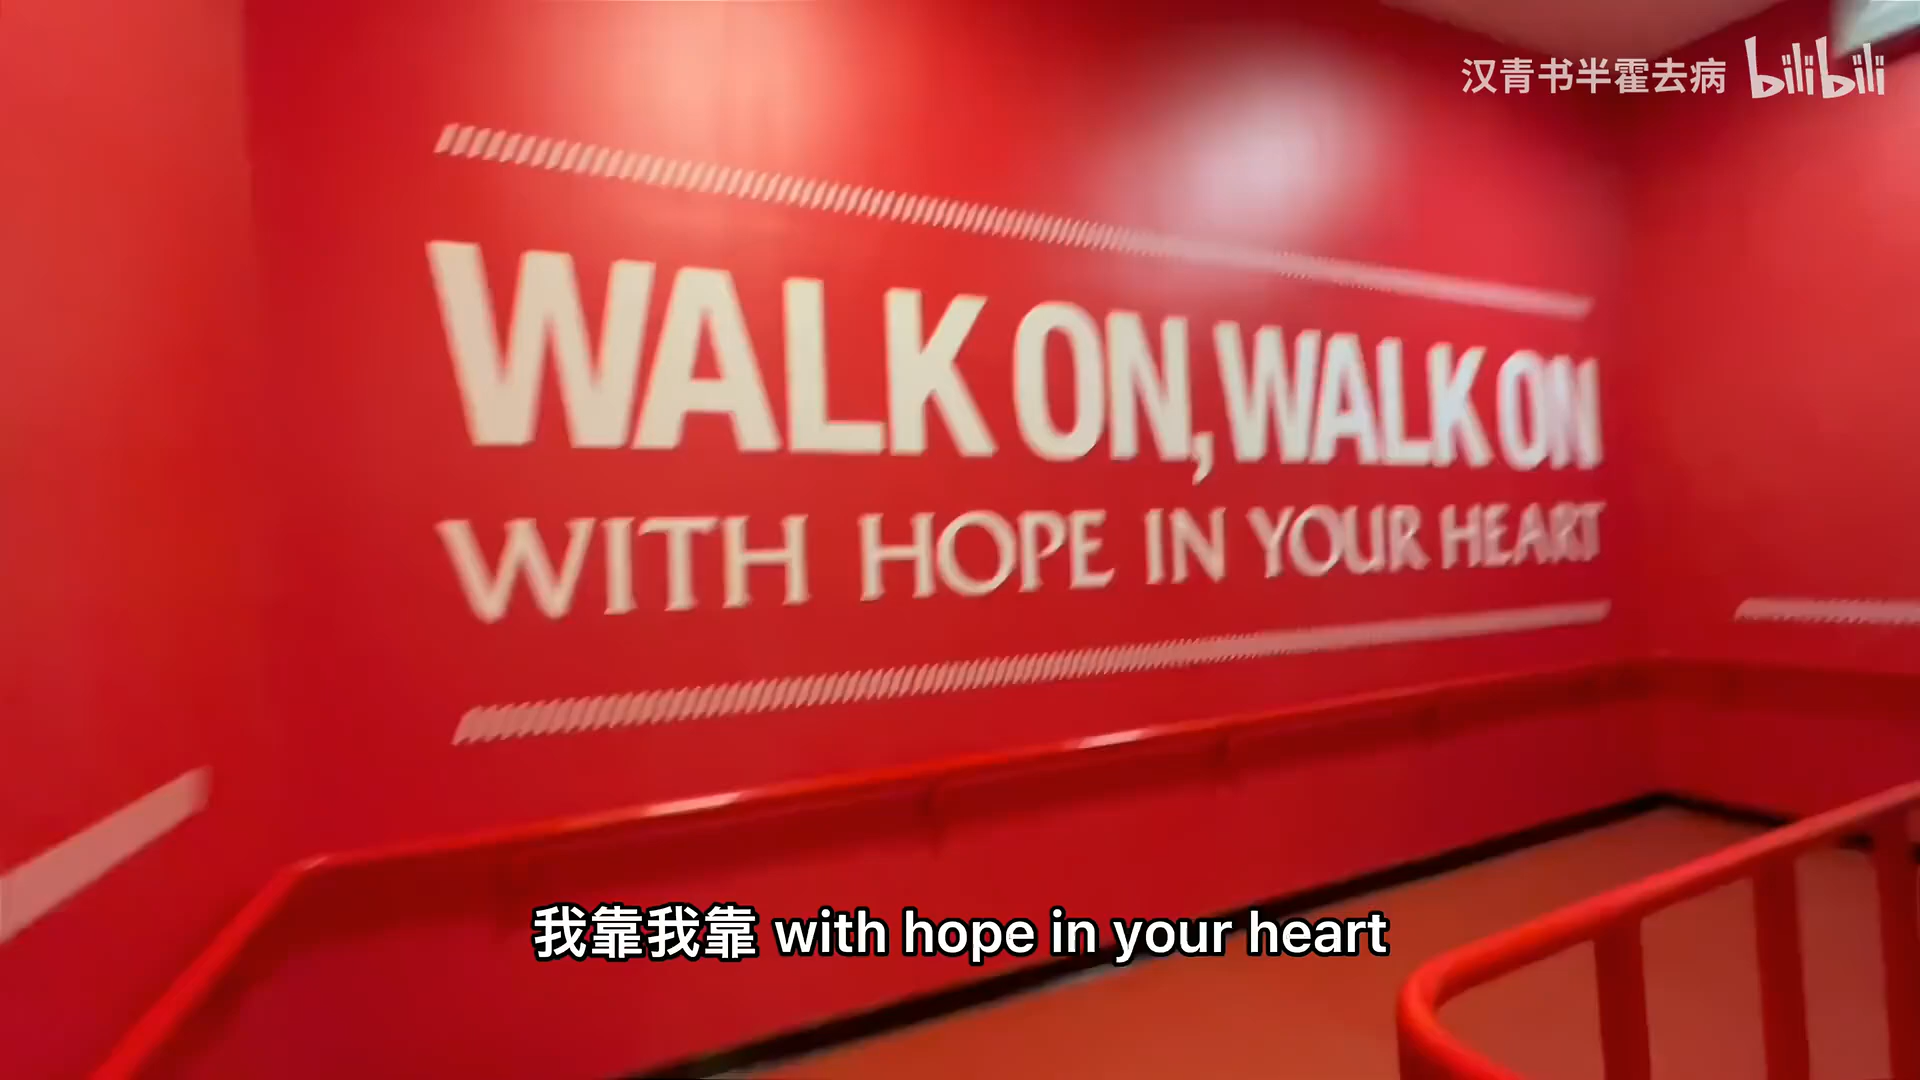 汉青书半霍去病 bilibili
WALK ON, WALK ON
WITH HOPE IN YOUR HEART
我靠我靠 with hope in your heart